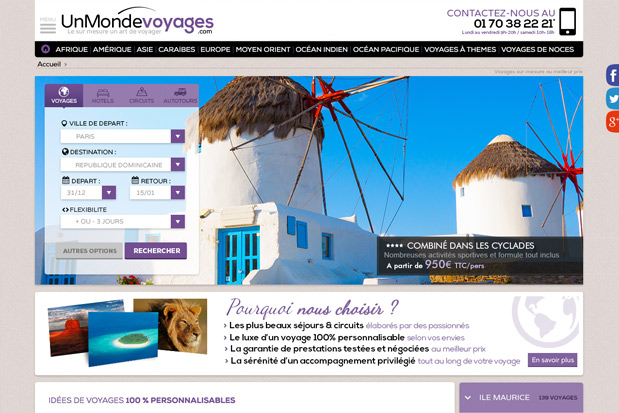 MENU
UnMondevoyages
.com
Le sur mesure un art de voyager
CONTACTEZ-NOUS AU
01 70 38 22 21*
Lundi au vendredi 9h-20h / samedi 10h-18h
AFRIQUE AMÉRIQUE ASIE CARAIBES EUROPE MOYEN ORIENT OCÉAN INDIEN OCÉAN PACIFIQUE VOYAGES À THEMES VOYAGES DE NOCES
Accueil >
Voyages sur mesure au meilleur prix
VOYAGES HOTELS CIRCUITS AUTOTOURS
VILLE DE DEPART :
PARIS
DESTINATION :
REPUBLIQUE DOMINICAINE
DEPART : RETOUR :
31/12 15/01
FLEXIBILITE
+ OU - 3 JOURS
AUTRES OPTIONS RECHERCHER
COMBINÉ DANS LES CYCLADES
Nombreuses activités sportives et formule tout inclus
A partir de 950€ TTC/pers
Pourquoi nous choisir ?
> Les plus beaux séjours & circuits élaborés par des passionnés
> Le luxe d'un voyage 100% personnalisable selon vos envies
> La garantie de prestations testées et négociées au meilleur prix
> La sérénité d'un accompagnement privilégié tout au long de votre voyage
En savoir plus
IDÉES DE VOYAGES 100 % PERSONNALISABLES
ILE MAURICE 139 VOYAGES